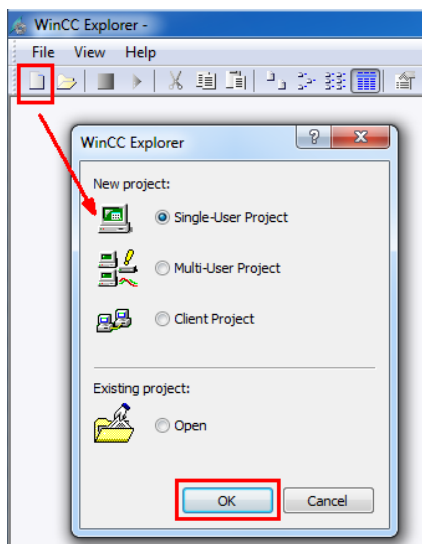 WinCC Explorer -
File View Help
WinCC Explorer
New project:
Single-User Project
Multi-User Project
Client Project
Existing project:
Open
OK Cancel